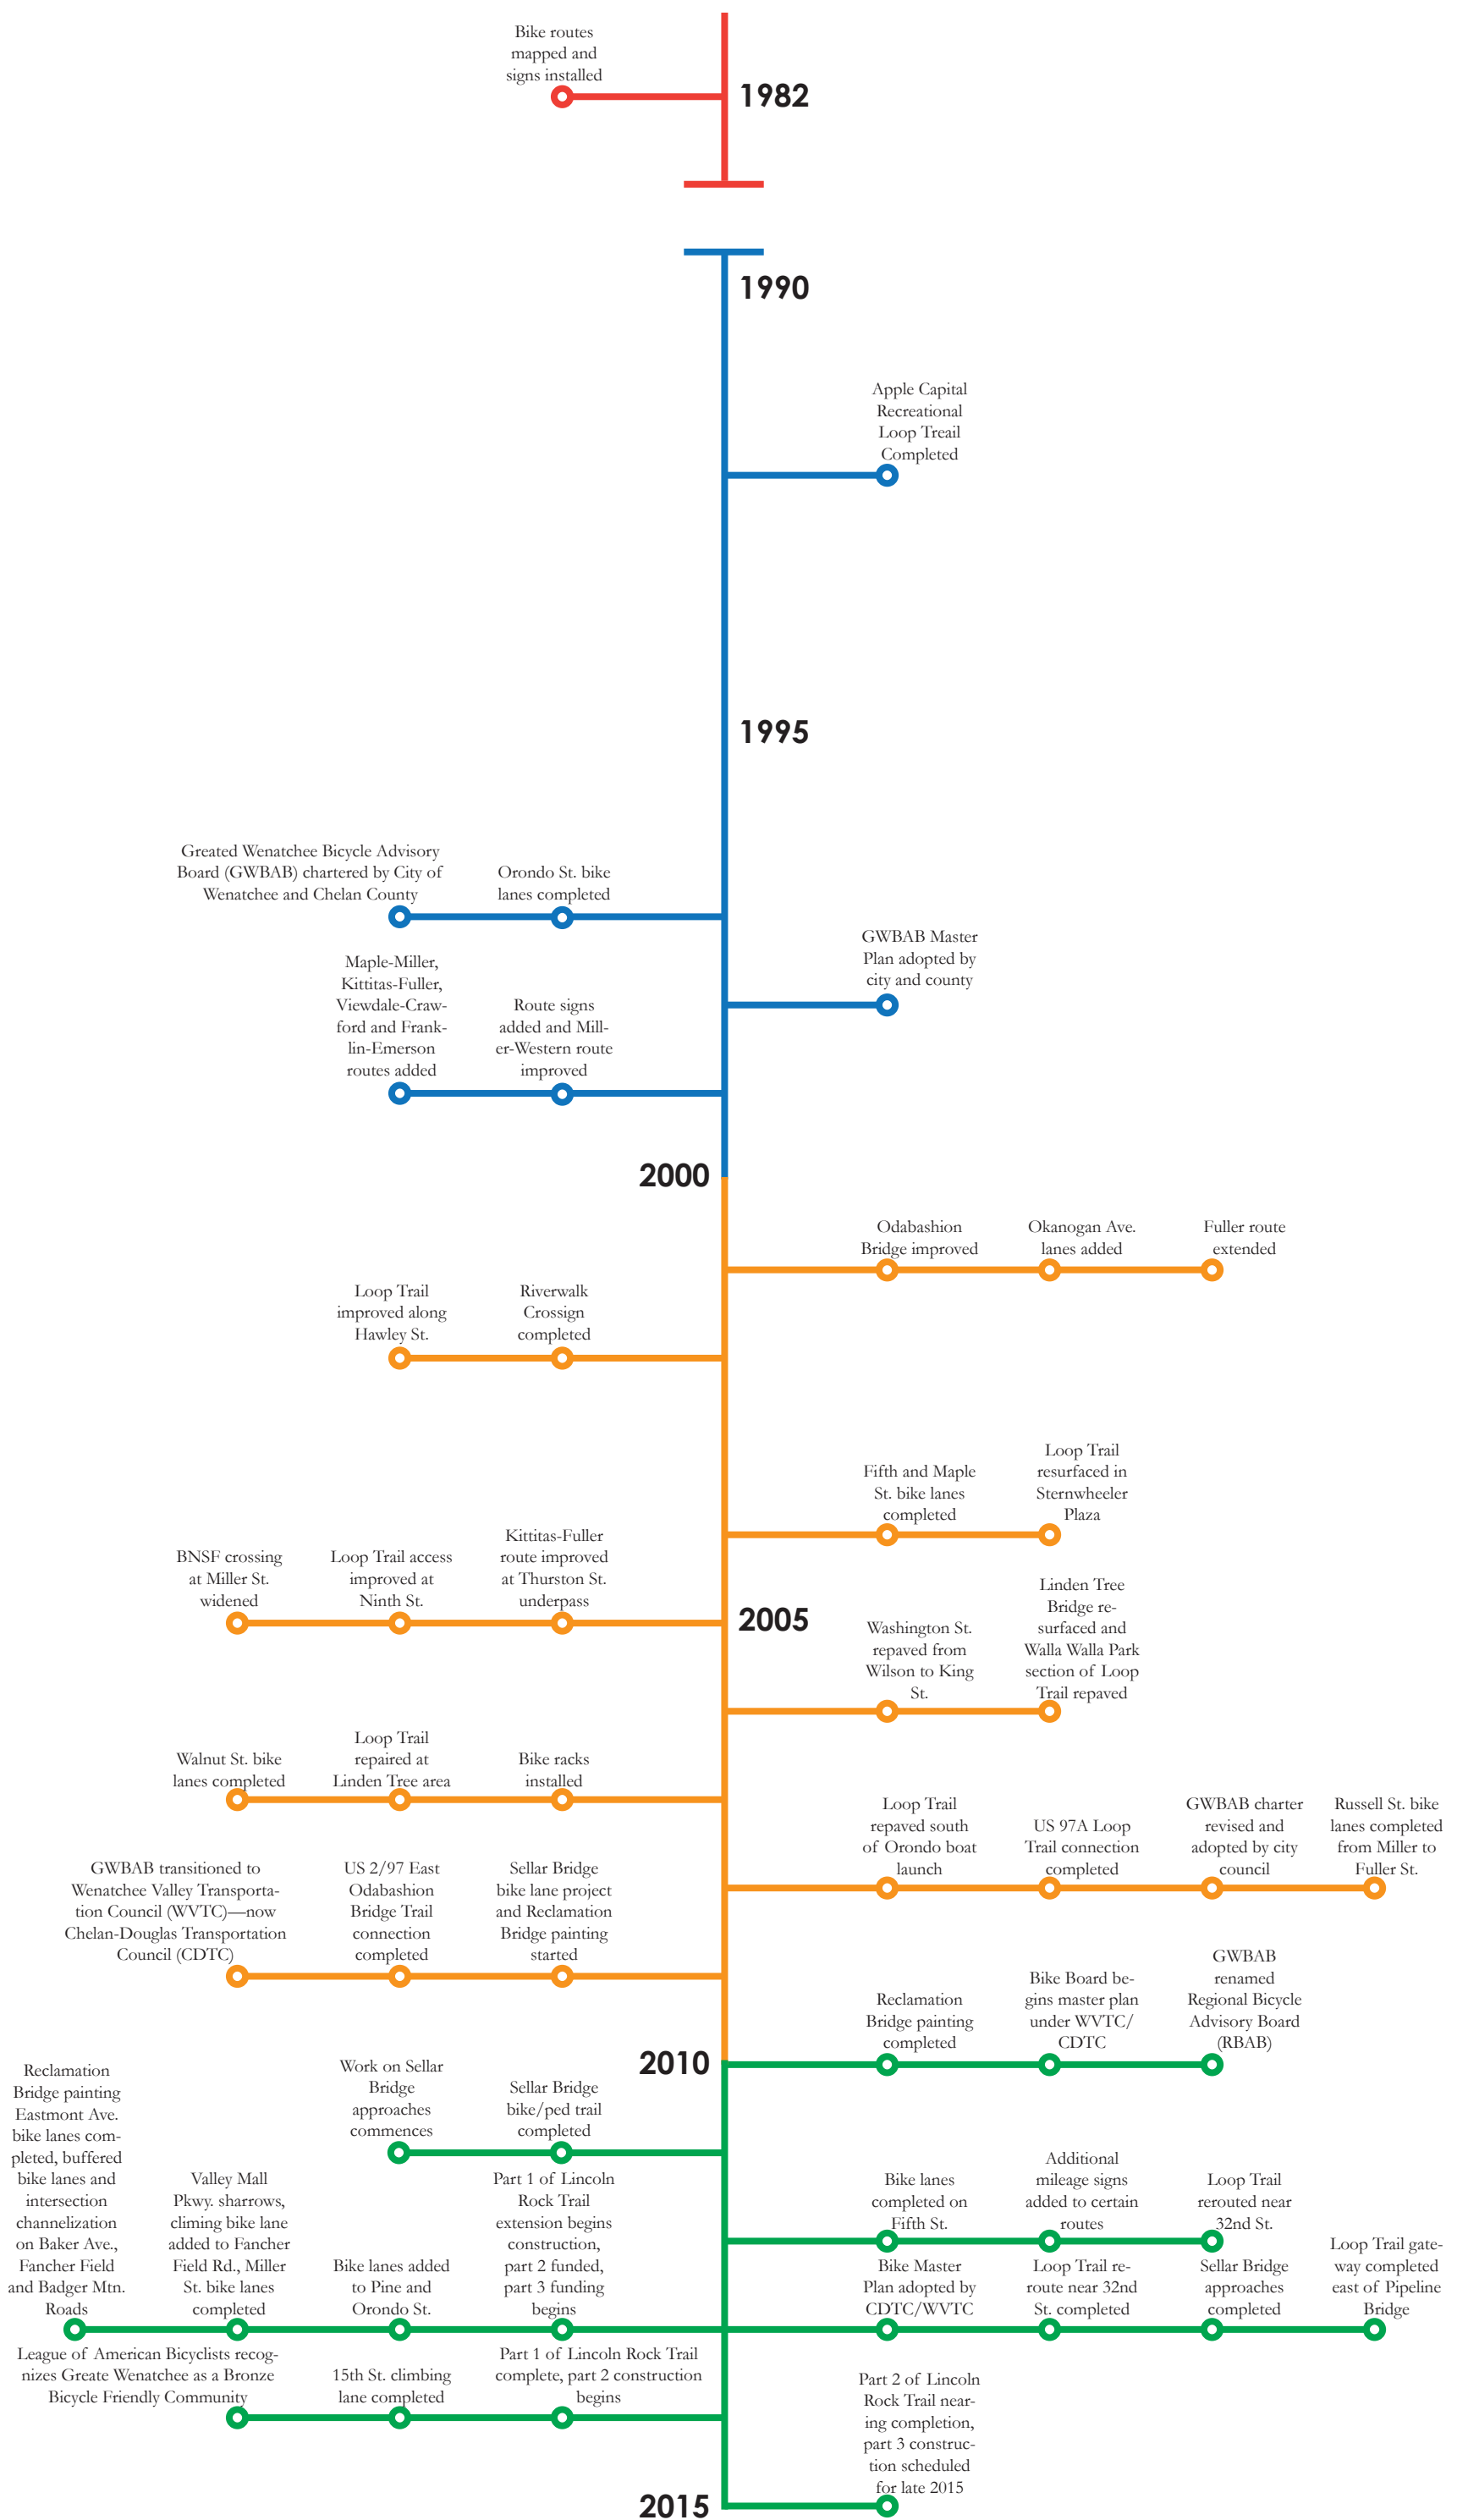 Bike routes
mapped and
signs installed
1982
1990
Apple Capital
Recreational
Loop Treail
Completed
1995
Greated Wenatchee Bicycle Advisory
Board (GWBAB) chartered by City of
Wenatchee and Chelan County
Orondo St. bike
lanes completed
GWBAB Master
Plan adopted by
city and county
Maple-Miller,
Kittitas-Fuller,
Viewdale-Craw-
ford and Frank-
lin-Emerson
routes added
Route signs
added and Mill-
er-Western route
improved
2000
Odabashion
Bridge improved
Okanogan Ave.
lanes added
Fuller route
extended
Loop Trail
improved along
Hawley St.
Riverwalk
Crossign
completed
Fifth and Maple
St. bike lanes
completed
Loop Trail
resurfaced in
Sternwheeler
Plaza
BNSF crossing
at Miller St.
widened
Loop Trail access
improved at
Ninth St.
Kittitas-Fuller
route improved
at Thurston St.
underpass
2005
Washington St.
repaved from
Wilson to King
St.
Linden Tree
Bridge re-
surfaced and
Walla Walla Park
section of Loop
Trail repaved
Walnut St. bike
lanes completed
Loop Trail
repaired at
Linden Tree area
Bike racks
installed
Loop Trail
repaved south
of Orondo boat
launch
US 97A Loop
Trail connection
completed
GWBAB charter
revised and
adopted by city
council
Russell St. bike
lanes completed
from Miller to
Fuller St.
GWBAB transitioned to
Wenatchee Valley Transporta-
tion Council (WVTC)—now
Chelan-Douglas Transportation
Council (CDTC)
US 2/97 East
Odabashion
Bridge Trail
connection
completed
Sellar Bridge
bike lane project
and Reclamation
Bridge painting
started
2010
Reclamation
Bridge painting
completed
Bike Board be-
gins master plan
under WVTC/
CDTC
GWBAB
renamed
Regional Bicycle
Advisory Board
(RBAB)
Work on Sellar
Bridge
approaches
commences
Sellar Bridge
bike/ped trail
completed
Bike lanes
completed on
Fifth St.
Additional
mileage signs
added to certain
routes
Loop Trail
rerouted near
32nd St.
Reclamation
Bridge painting
Eastmont Ave.
bike lanes com-
pleted, buffered
bike lanes and
intersection
channelization
on Baker Ave.,
Fancher Field
and Badger Mtn.
Roads
Valley Mall
Pkwy. sharrows,
climing bike lane
added to Fancher
Field Rd., Miller
St. bike lanes
completed
Bike lanes added
to Pine and
Orondo St.
Part 1 of Lincoln
Rock Trail
extension begins
construction,
part 2 funded,
part 3 funding
begins
Bike Master
Plan adopted by
CDTC/WVTC
Loop Trail re-
route near 32nd
St. completed
Sellar Bridge
approaches
completed
Loop Trail gate-
way completed
east of Pipeline
Bridge
League of American Bicyclists recog-
nizes Greate Wenatchee as a Bronze
Bicycle Friendly Community
15th St. climbing
lane completed
Part 1 of Lincoln Rock Trail
complete, part 2 construction
begins
Part 2 of Lincoln
Rock Trail near-
ing completion,
part 3 construc-
tion scheduled
for late 2015
2015